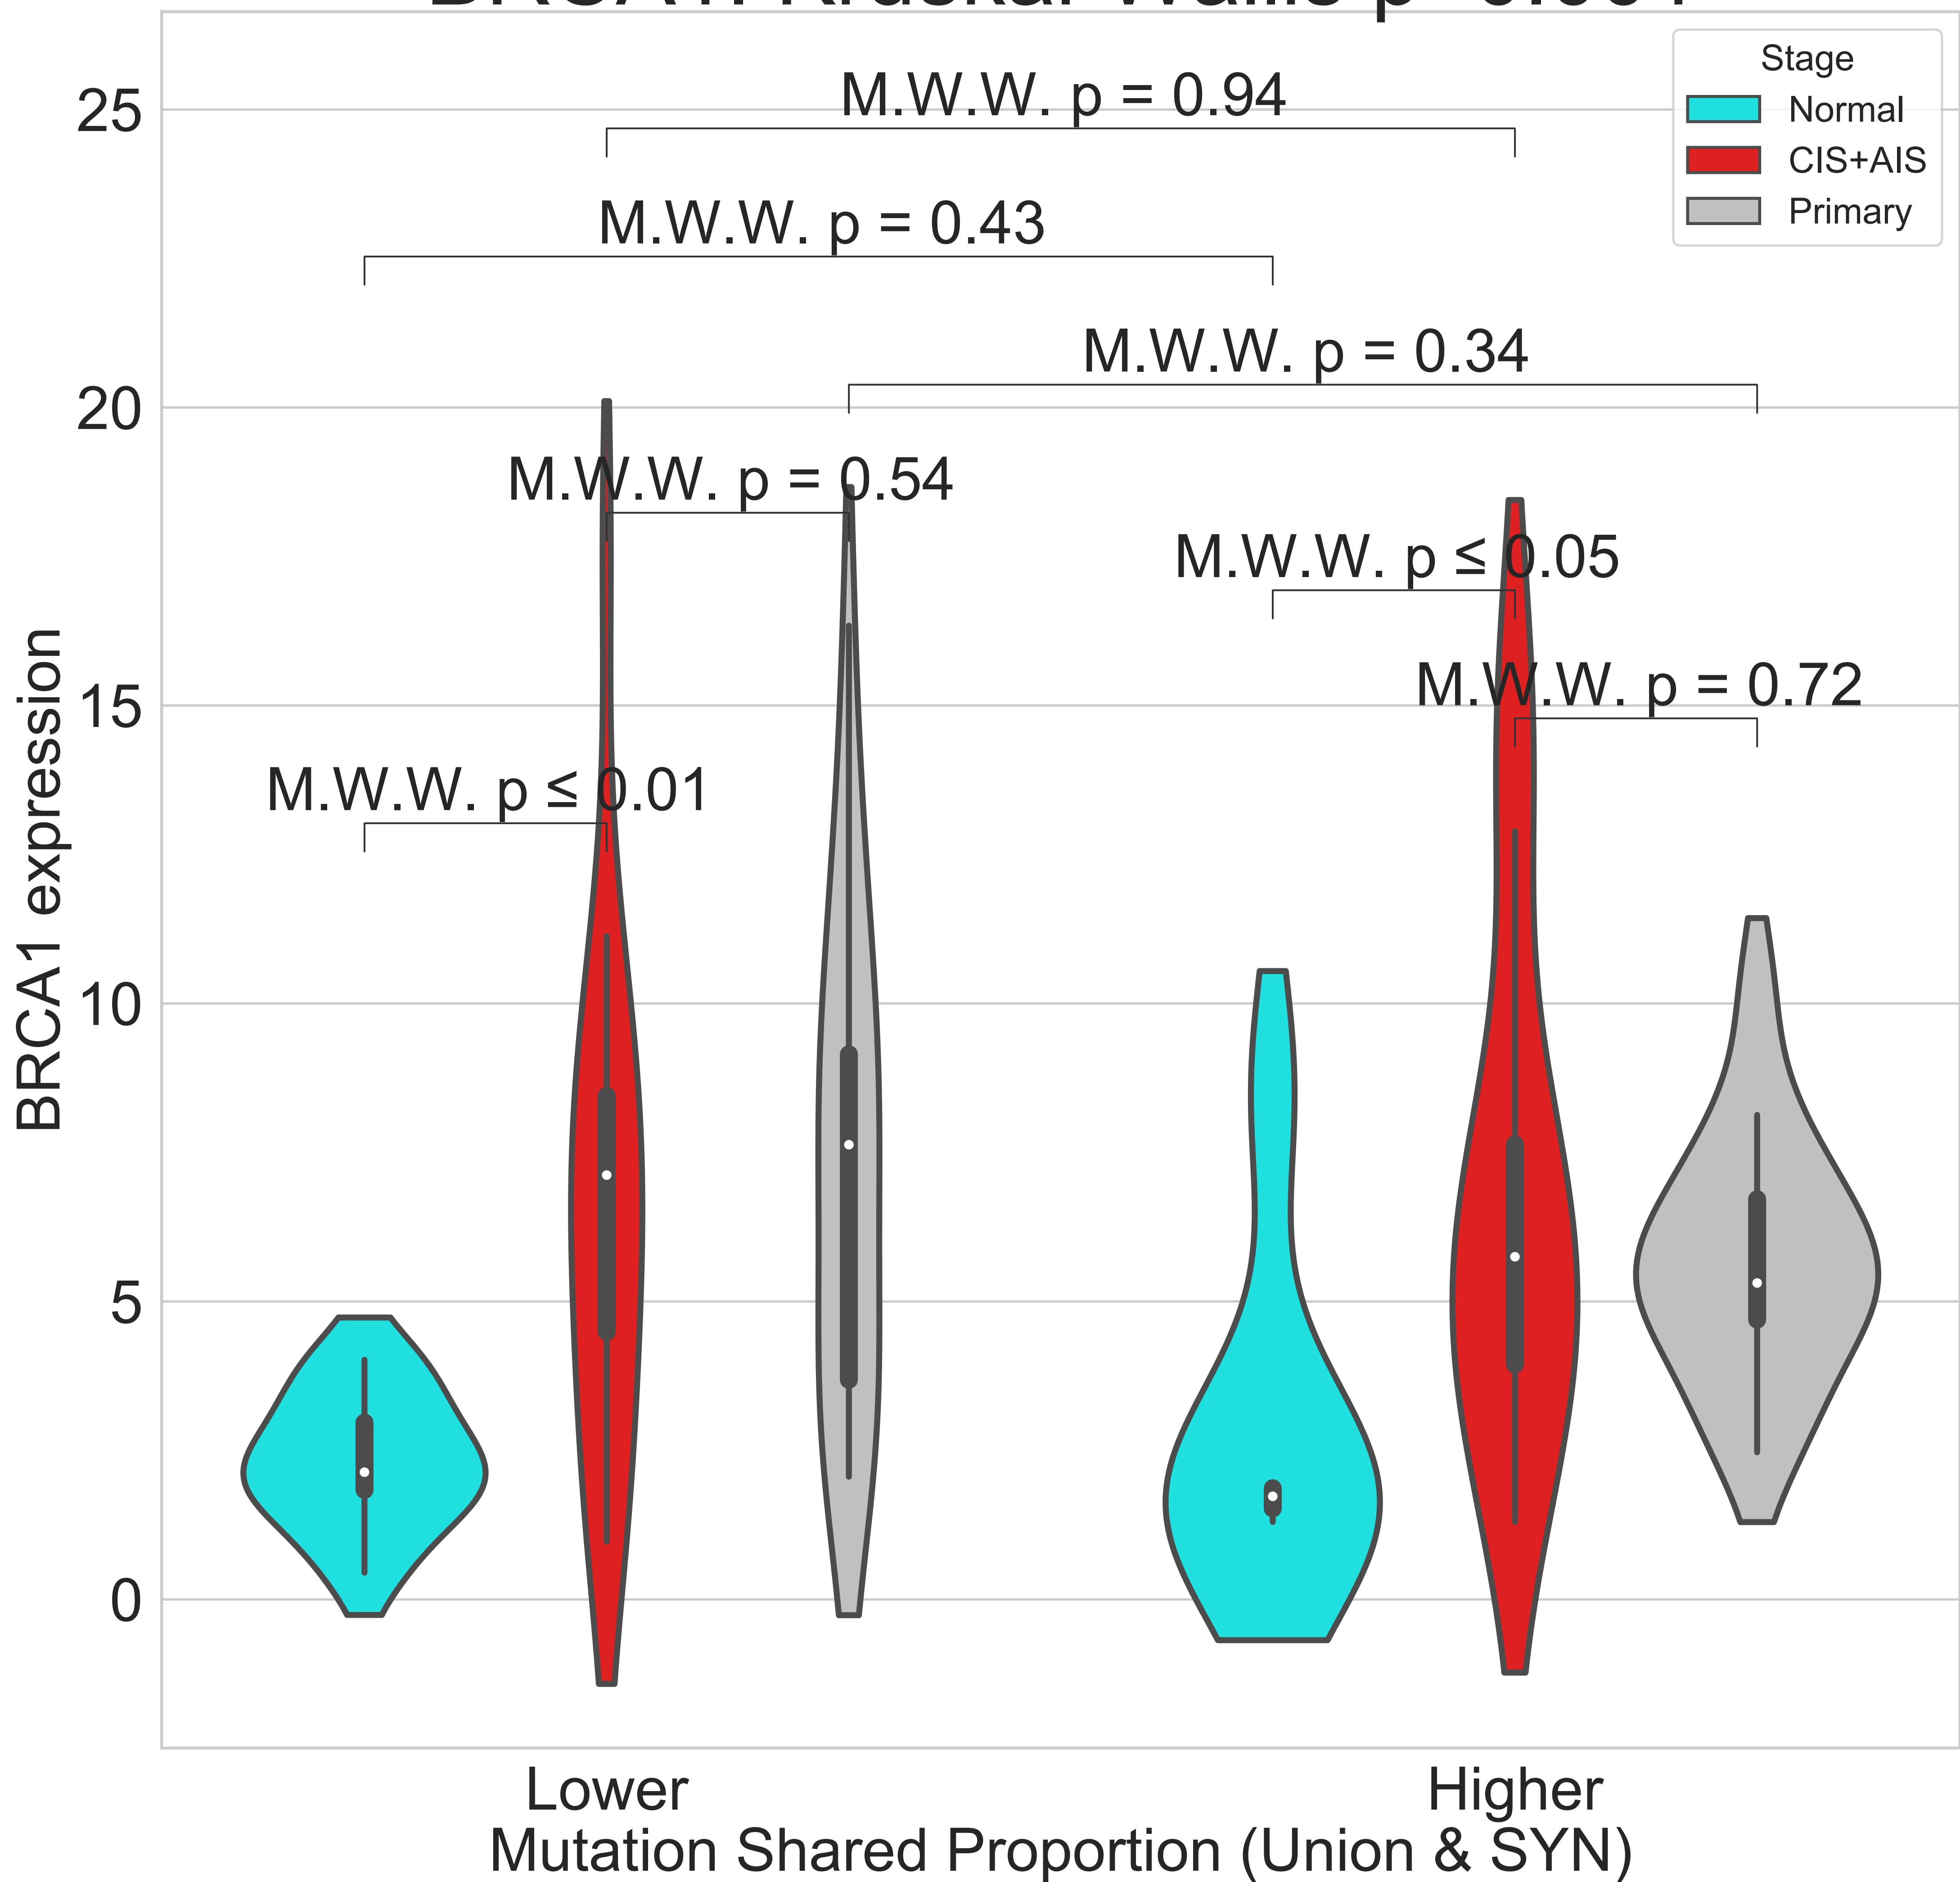 25
20
15
10
5
0
BRCA1 expression
M.W.W. p = 0.94
M.W.W. p = 0.43
M.W.W. p = 0.34
M.W.W. p = 0.54
M.W.W. p ≤ 0.05
M.W.W. p = 0.72
M.W.W. p ≤ 0.01
Stage
Normal
CIS+AIS
Primary
Lower
Higher
Mutation Shared Proportion (Union & SYN)